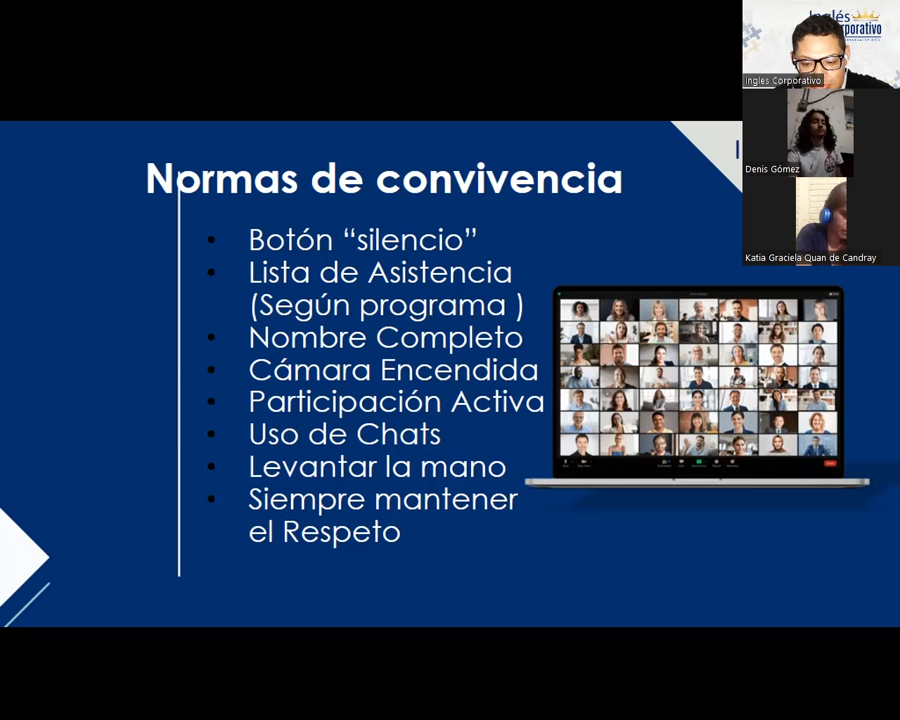 Inglés
Ingles Corporativo
Denis Gómez
Katia Graciela Quan de Candray
Normas de convivencia
• Botón “silencio”
• Lista de Asistencia
(Según programa )
• Nombre Completo
• Cámara Encendida
• Participación Activa
• Uso de Chats
• Levantar la mano
• Siempre mantener
el Respeto